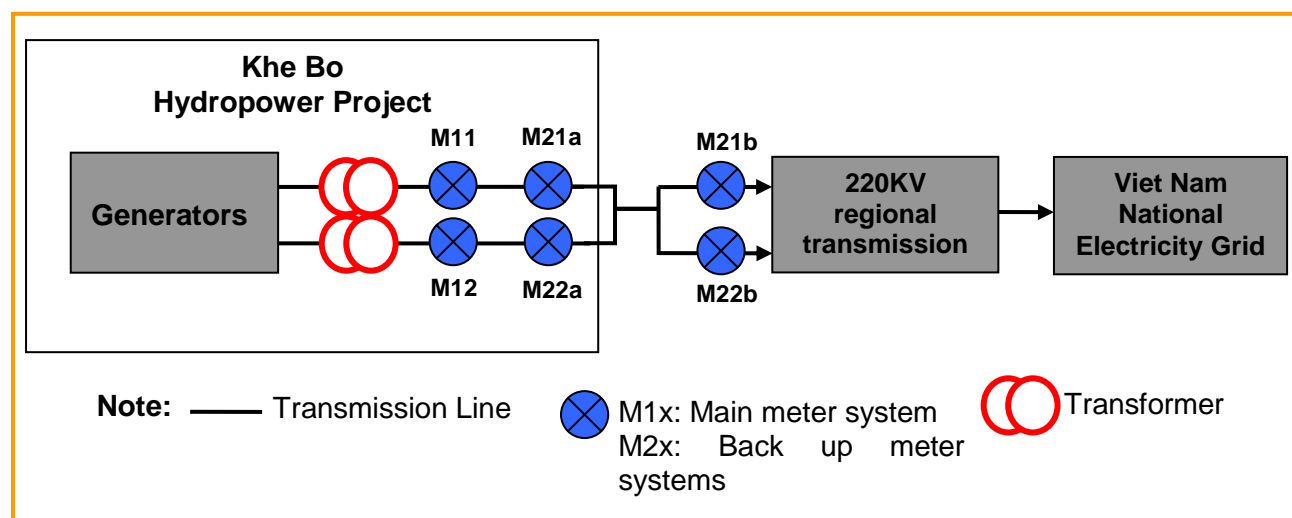 Khe Bo
Hydropower Project
M11
M21a
M21b
Generators
220KV
regional
transmission
Viet Nam
National
Electricity Grid
M12
M22a
M22b
Note:
Transmission Line
M1x: Main meter system
M2x: Back up meter
systems
Transformer